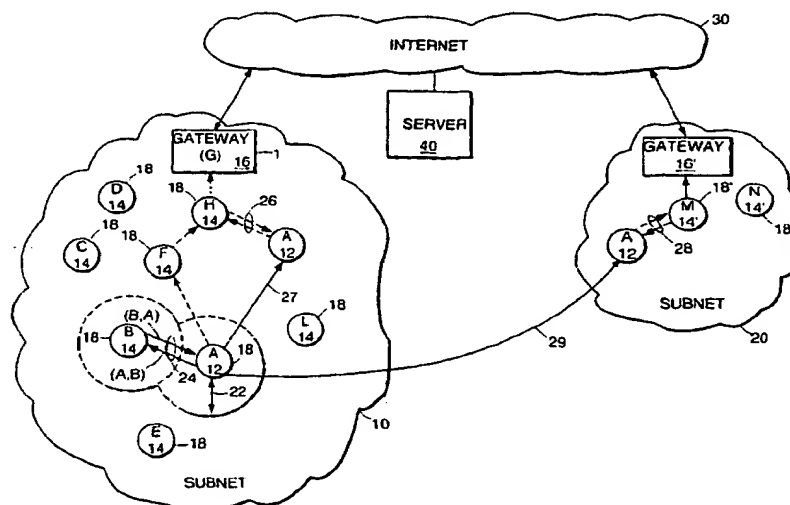 30
INTERNET
SERVER
40
GATEWAY
(G) 16
1
GATEWAY
16'
D
14
18
18
H
14
26
18"
M
14'
N
14'
18'
C
14
18
18
F
14
A
12
A
12
28
27
18
L
14
SUBNET
20
29
(B,A)
18
B
14
A
12
18
(A,B)
24
22
10
E
14
18
SUBNET